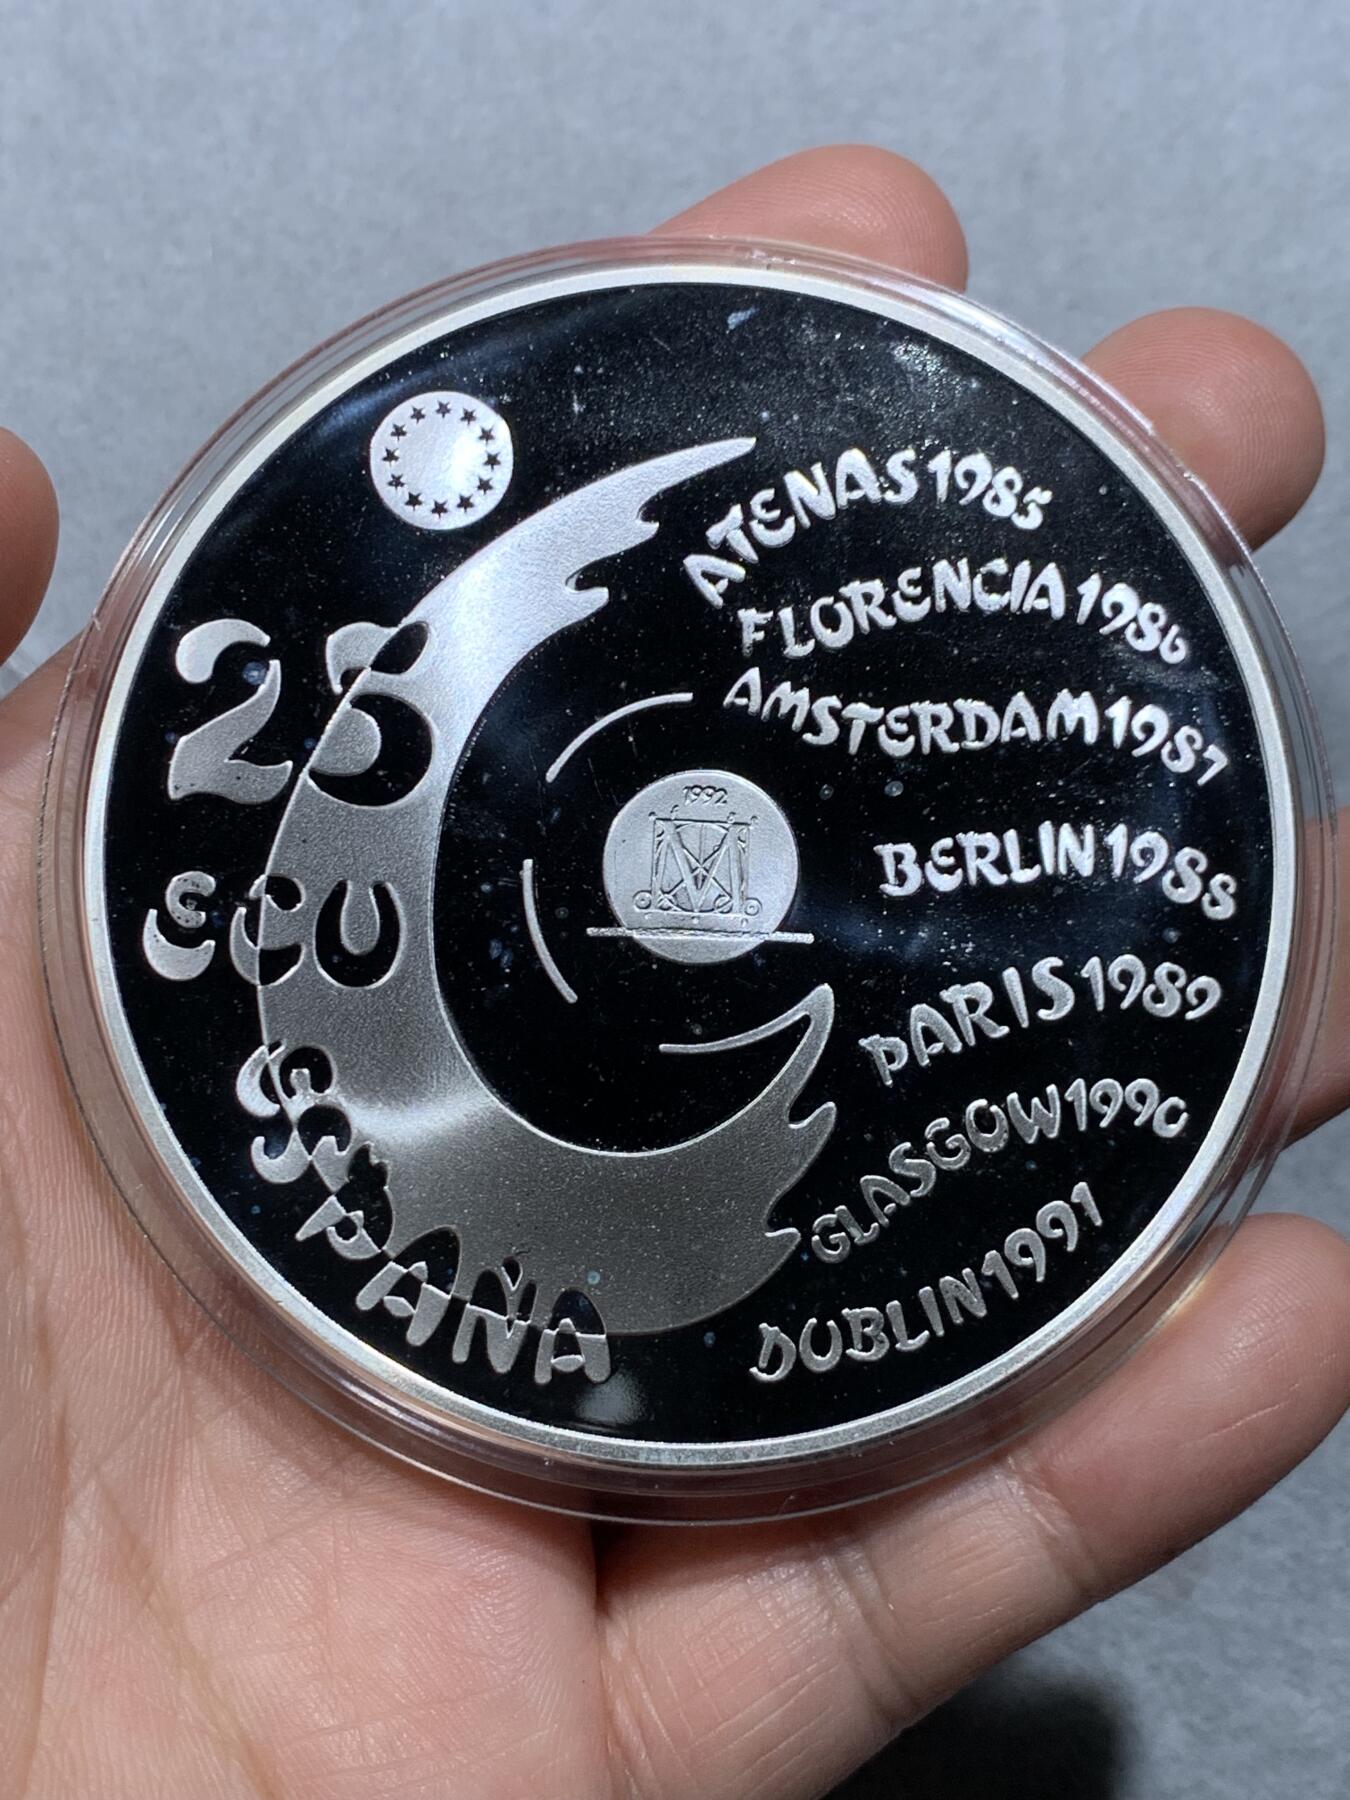 25
ECU
ESPAÑA
1992
M
ATENAS 1985
FLORENCIA 1986
AMSTERDAM 1987
BERLIN 1988
PARIS 1989
GLASGOW 1990
DUBLIN 1991